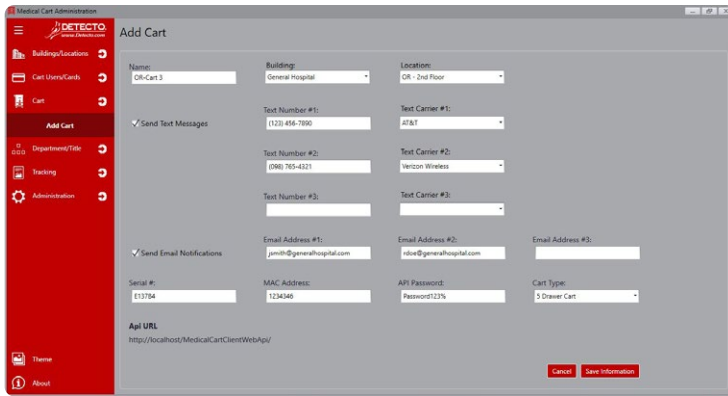 Medical Cart Administration
DETECTO.
www.Detecto.com
Add Cart
Buildings/Locations
Cart Users/Cards
Cart
Add Cart
Department/Title
Tracking
Administration
Theme
About
Name: Building: Location:
OR-Cart 3 General Hospital OR - 2nd Floor
Text Number #1: Text Carrier #1:
Send Text Messages (123) 456-7890 AT&T
Text Number #2: Text Carrier #2:
(098) 765-4321 Verizon Wireless
Text Number #3: Text Carrier #3:
Email Address #1: Email Address #2: Email Address #3:
Send Email Notifications jsmith@generalhospital.com rdoe@generalhospital.com
Serial #: MAC Address: API Password: Cart Type:
E13784 1234346 Password123% 5 Drawer Cart
Api URL
http://localhost/MedicalCartClientWebApi/
Cancel Save Information